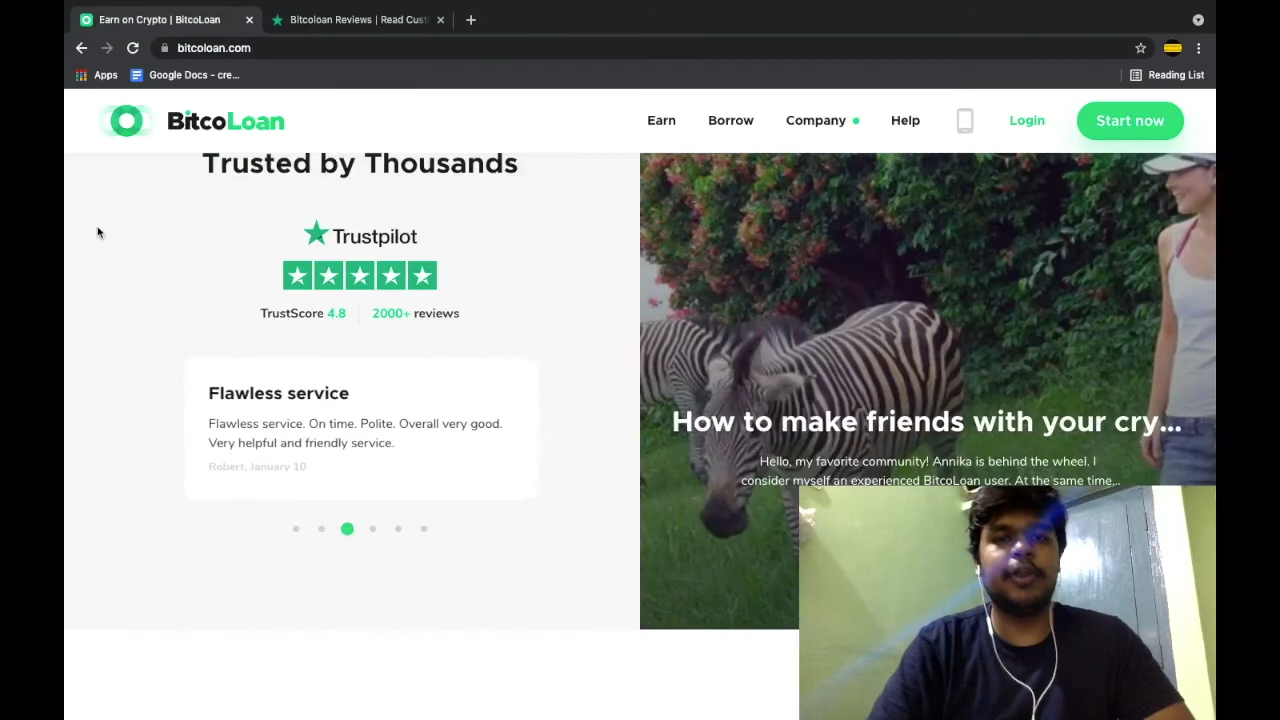 Earn on Crypto | BitcoLoan
Bitcoloan Reviews | Read Cust
bitcoloan.com
Apps
Google Docs - cre...
Reading List
BitcoLoan
Earn
Borrow
Company
Help
Login
Start now
Trusted by Thousands
Trustpilot
TrustScore 4.8
2000+ reviews
Flawless service
Flawless service. On time. Polite. Overall very good.
Very helpful and friendly service.
Robert, January 10
How to make friends with your cry...
Hello, my favorite community! Annika is behind the wheel. I
consider myself an experienced BitcoLoan user. At the same time...